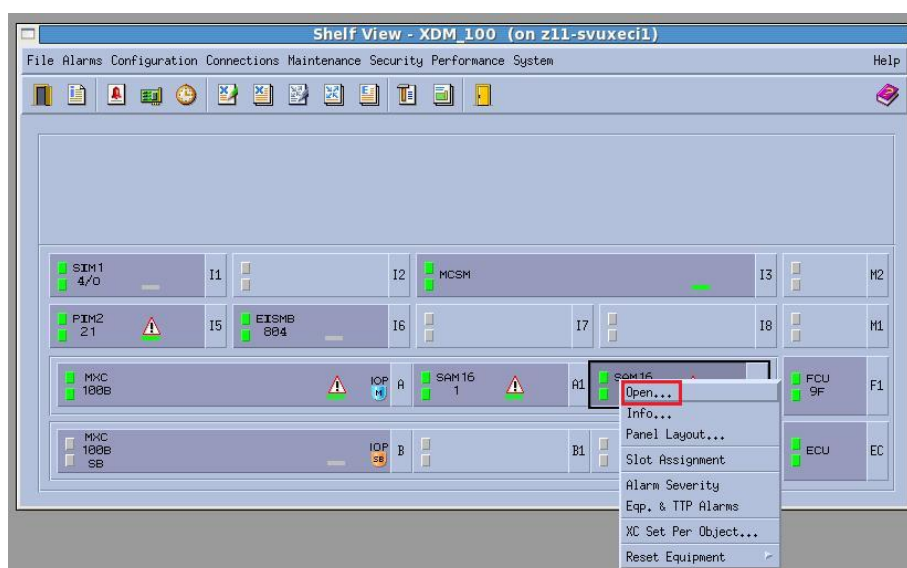 Shelf View - XDM_100 (on z11-svuxeci1)
File Alarms Configuration Connections Maintenance Security Performance System Help
SIM1
4/O
I1
I2
MCSM
I3
M2
PIM2
21
I5
EISMB
804
I6
I7
I8
M1
MXC
100B
IOP
M
A
SAM16
1
A1
SAM16
1
FCU
9F
F1
MXC
100B
SB
IOP
SB
B
B1
ECU
EC
Open...
Info...
Panel Layout...
Slot Assignment
Alarm Severity
Eqp. & TTP Alarms
XC Set Per Object...
Reset Equipment